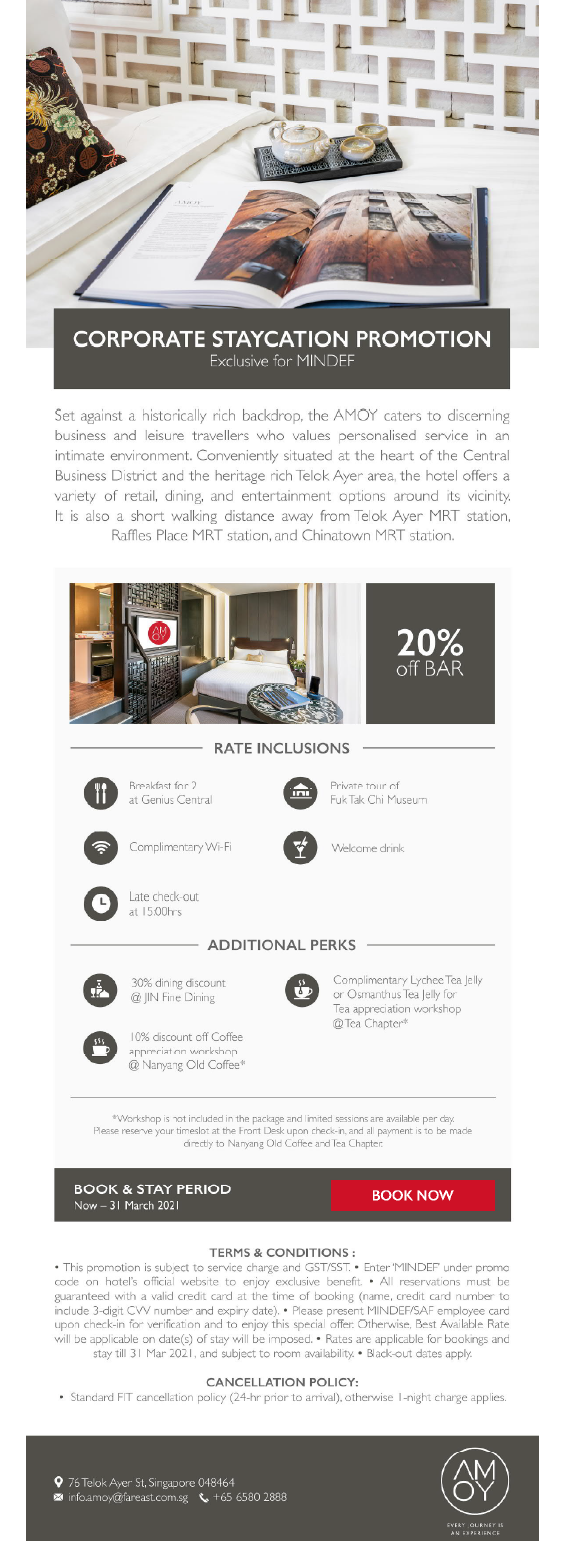 AMOY
CORPORATE STAYCATION PROMOTION
Exclusive for MINDEF
Set against a historically rich backdrop, the AMOY caters to discerning
business and leisure travellers who values personalised service in an
intimate environment. Conveniently situated at the heart of the Central
Business District and the heritage rich Telok Ayer area, the hotel offers a
variety of retail, dining, and entertainment options around its vicinity.
It is also a short walking distance away from Telok Ayer MRT station,
Raffles Place MRT station, and Chinatown MRT station.
AM
OY
20%
off BAR
RATE INCLUSIONS
Breakfast for 2
at Genius Central
Private tour of
Fuk Tak Chi Museum
Complimentary Wi-Fi
Welcome drink
Late check-out
at 15:00hrs
ADDITIONAL PERKS
30% dining discount
@ JIN Fine Dining
Complimentary Lychee Tea Jelly
or Osmanthus Tea Jelly for
Tea appreciation workshop
@ Tea Chapter*
10% discount off Coffee
appreciation workshop
@ Nanyang Old Coffee*
*Workshop is not included in the package and limited sessions are available per day.
Please reserve your timeslot at the Front Desk upon check-in, and all payment is to be made
directly to Nanyang Old Coffee and Tea Chapter.
BOOK & STAY PERIOD
Now – 31 March 2021
BOOK NOW
TERMS & CONDITIONS :
• This promotion is subject to service charge and GST/SST. • Enter ‘MINDEF’ under promo
code on hotel’s official website to enjoy exclusive benefit. • All reservations must be
guaranteed with a valid credit card at the time of booking (name, credit card number to
include 3-digit CVV number and expiry date). • Please present MINDEF/SAF employee card
upon check-in for verification and to enjoy this special offer. Otherwise, Best Available Rate
will be applicable on date(s) of stay will be imposed. • Rates are applicable for bookings and
stay till 31 Mar 2021, and subject to room availability. • Black-out dates apply.
CANCELLATION POLICY:
• Standard FIT cancellation policy (24-hr prior to arrival), otherwise 1-night charge applies.
76 Telok Ayer St, Singapore 048464
info.amoy@fareast.com.sg +65 6580 2888
AM
OY
EVERY JOURNEY IS
AN EXPERIENCE